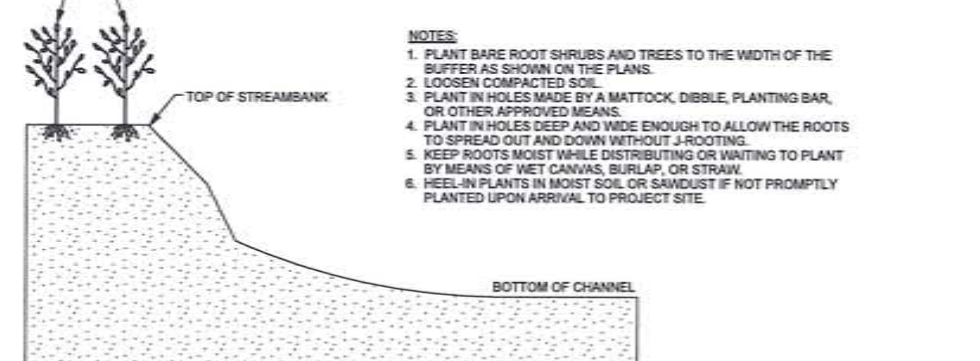 NOTES:
1. PLANT BARE ROOT SHRUBS AND TREES TO THE WIDTH OF THE
BUFFER AS SHOWN ON THE PLANS.
2. LOOSEN COMPACTED SOIL.
3. PLANT IN HOLES MADE BY A MATTOCK, DIBBLE, PLANTING BAR,
OR OTHER APPROVED MEANS.
4. PLANT IN HOLES DEEP AND WIDE ENOUGH TO ALLOW THE ROOTS
TO SPREAD OUT AND DOWN WITHOUT J-ROOTING.
5. KEEP ROOTS MOIST WHILE DISTRIBUTING OR WAITING TO PLANT
BY MEANS OF WET CANVAS, BURLAP, OR STRAW.
6. HEEL-IN PLANTS IN MOIST SOIL OR SAWDUST IF NOT PROMPTLY
PLANTED UPON ARRIVAL TO PROJECT SITE.
TOP OF STREAMBANK
BOTTOM OF CHANNEL